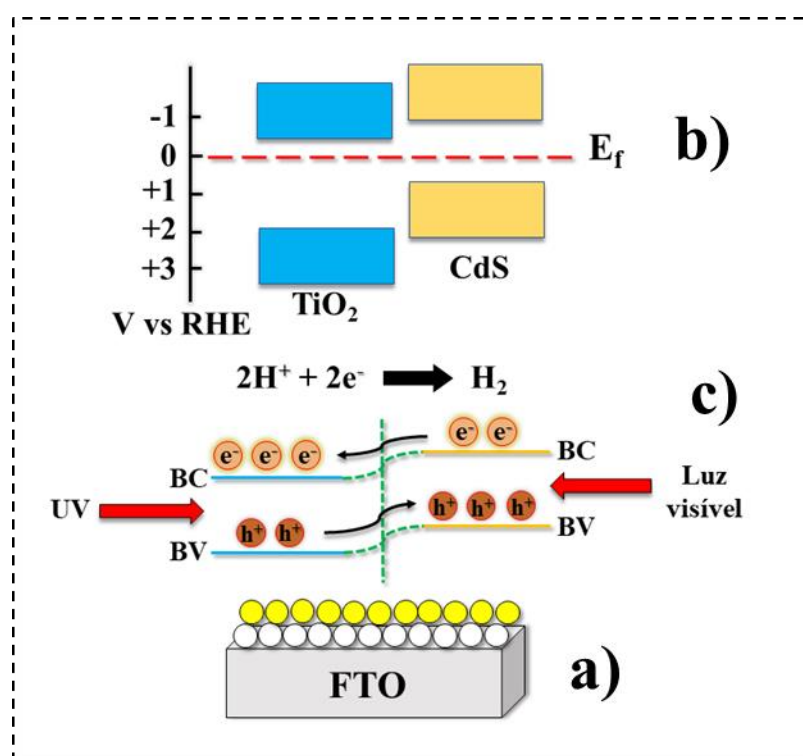 -1
0
+1
+2
+3
V vs RHE
TiO₂
CdS
E_f
b)
2H⁺ + 2e⁻ H₂
c)
e⁻ e⁻ e⁻
e⁻ e⁻
BC
BC
UV
Luz
visível
h⁺ h⁺
h⁺ h⁺ h⁺
BV
BV
FTO
a)